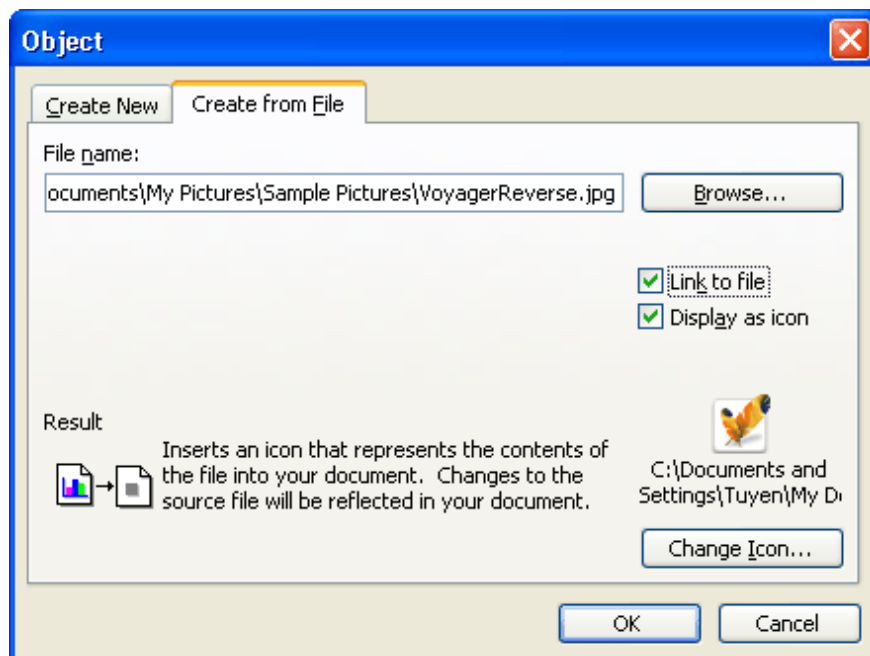 Object
Create New
Create from File
File name:
ocuments\My Pictures\Sample Pictures\VoyagerReverse.jpg
Browse...
Link to file
Display as icon
Result
Inserts an icon that represents the contents of
the file into your document.  Changes to the
source file will be reflected in your document.
C:\Documents and
Settings\Tuyen\My D
Change Icon...
OK
Cancel